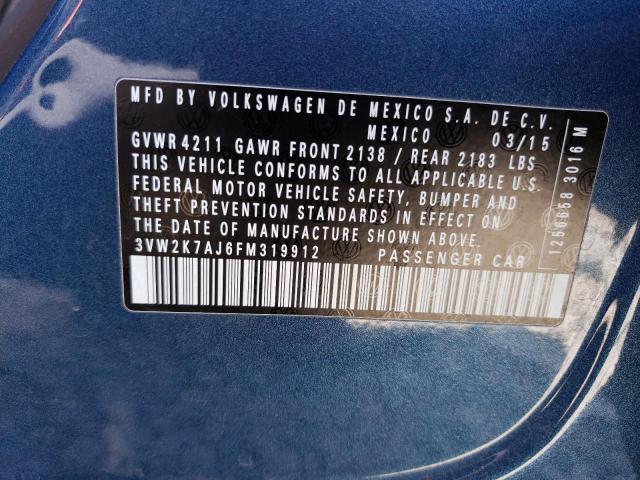 MFD BY VOLKSWAGEN DE MEXICO S.A. DE C.V.
MEXICO 03/15
GVWR 4211 GAWR FRONT 2138 / REAR 2183 LBS
THIS VEHICLE CONFORMS TO ALL APPLICABLE U.S.
FEDERAL MOTOR VEHICLE SAFETY, BUMPER AND
THEFT PREVENTION STANDARDS IN EFFECT ON
THE DATE OF MANUFACTURE SHOWN ABOVE.
3VW2K7AJ6FM319912 PASSENGER CAR
1266658 3016 M